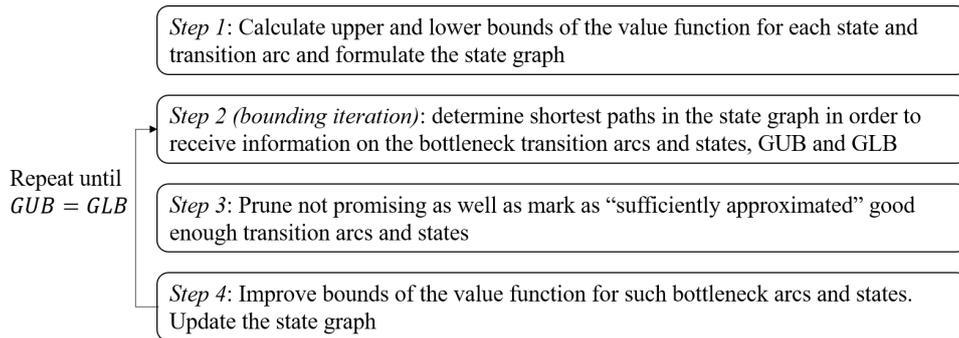 Step 1: Calculate upper and lower bounds of the value function for each state and
transition arc and formulate the state graph
Step 2 (bounding iteration): determine shortest paths in the state graph in order to
receive information on the bottleneck transition arcs and states, GUB and GLB
Repeat until
GUB = GLB
Step 3: Prune not promising as well as mark as “sufficiently approximated” good
enough transition arcs and states
Step 4: Improve bounds of the value function for such bottleneck arcs and states.
Update the state graph